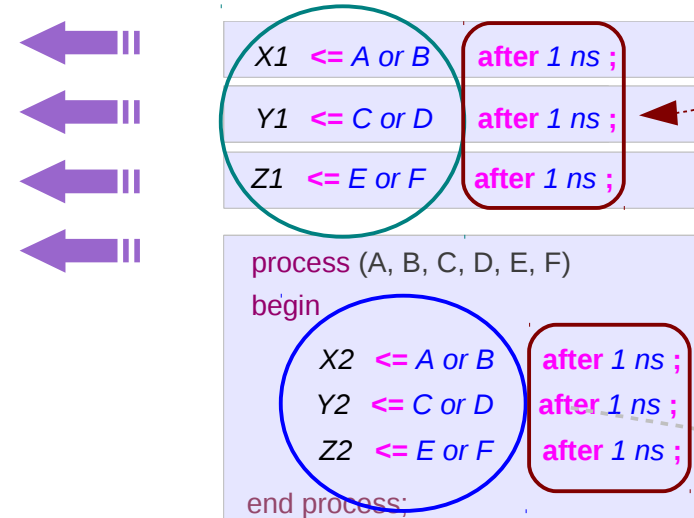 X1 <= A or B after 1 ns ;
Y1 <= C or D after 1 ns ;
Z1 <= E or F after 1 ns ;
process (A, B, C, D, E, F)
begin
X2 <= A or B after 1 ns ;
Y2 <= C or D after 1 ns ;
Z2 <= E or F after 1 ns ;
end process;